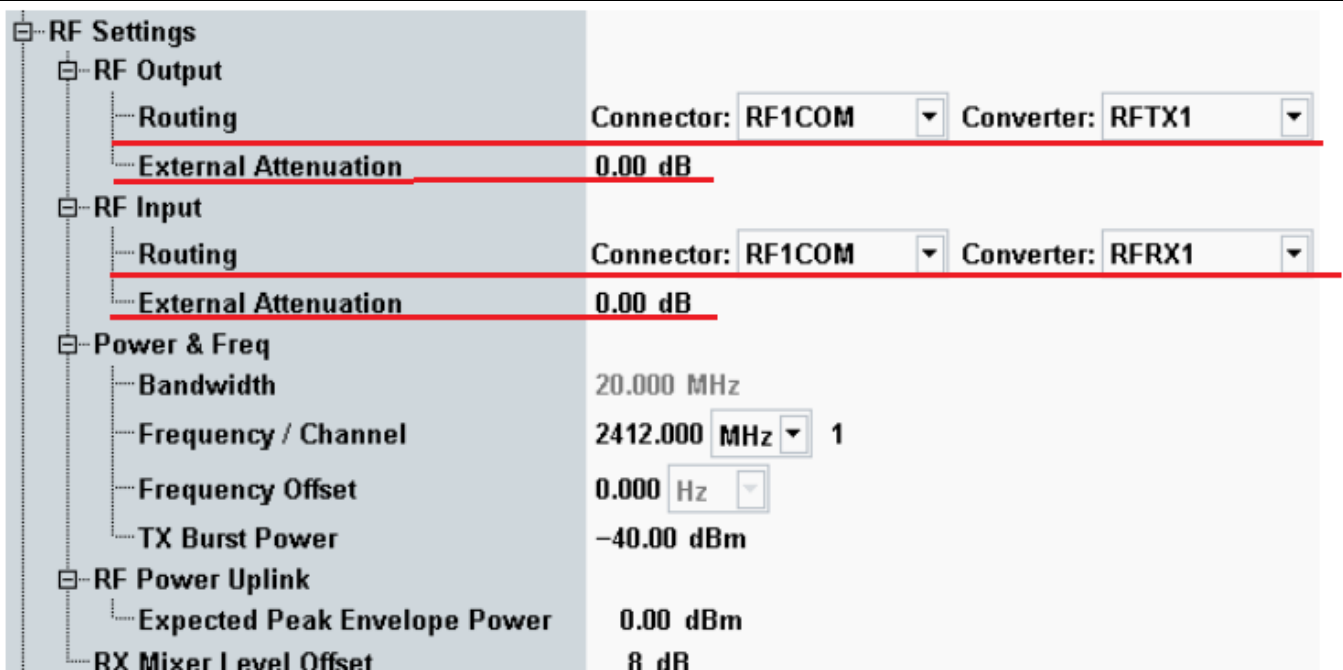 RF Settings
RF Output
Routing Connector: RF1COM Converter: RFTX1
External Attenuation 0.00 dB
RF Input
Routing Connector: RF1COM Converter: RFRX1
External Attenuation 0.00 dB
Power & Freq
Bandwidth 20.000 MHz
Frequency / Channel 2412.000 MHz 1
Frequency Offset 0.000 Hz
TX Burst Power −40.00 dBm
RF Power Uplink
Expected Peak Envelope Power 0.00 dBm
RX Mixer Level Offset 8 dB